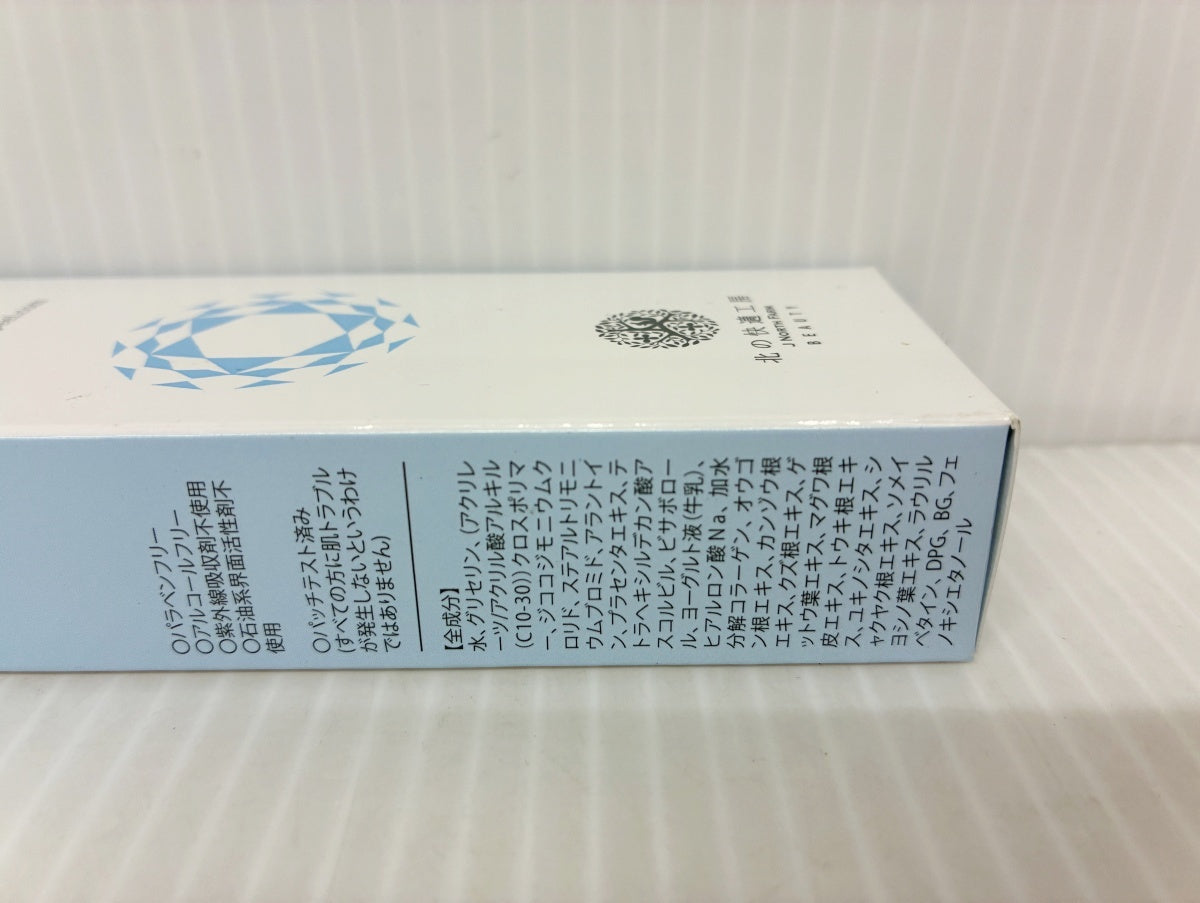 北の快適工房
J NORTH FARM
BEAUTY
〇パラベンフリー
〇アルコールフリー
〇紫外線吸収剤不使用
〇石油系界面活性剤不
使用
〇パッチテスト済み
(すべての方に肌トラブル
が発生しないというわけ
ではありません)
【全成分】
水、グリセリン、(アクリレ
ーツ/アクリル酸アルキル
(C10-30))クロスポリマ
ー、ジココジモニウムク
ロリド、ステアルトリモニ
ウムブロミド、アラントイ
ン、プラセンタエキス、テ
トラヘキシルデカン酸ア
スコルビル、ビサボロー
ル、ヨーグルト液(牛乳)、
ヒアルロン酸Na、加水
分解コラーゲン、オウゴ
ン根エキス、カンゾウ根
エキス、クズ根エキス、ゲ
ットウ葉エキス、マグワ根
皮エキス、トウキ根エキ
ス、ユキノシタエキス、シ
ャクヤク根エキス、ソメイ
ヨシノ葉エキス、ラウリル
ベタイン、DPG、BG、フェ
ノキシエタノール